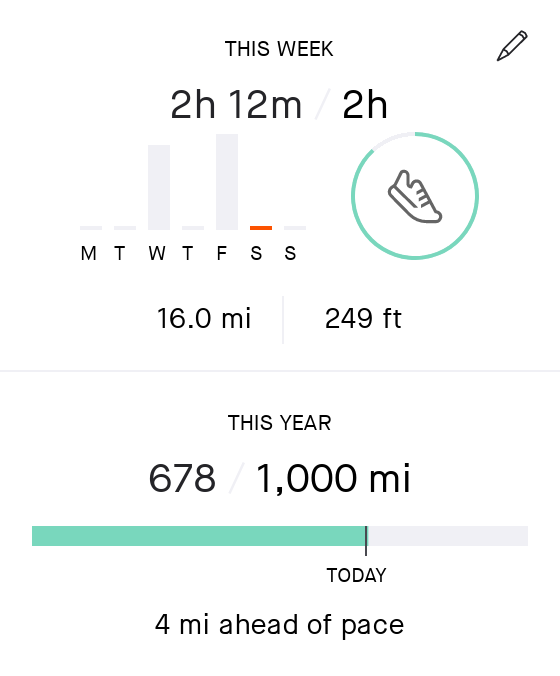 THIS WEEK
2h 12m / 2h
M T W T F S S
16.0 mi 249 ft
THIS YEAR
678 / 1,000 mi
TODAY
4 mi ahead of pace